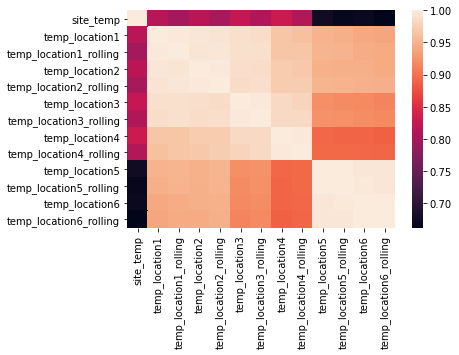 site_temp
temp_location1
temp_location1_rolling
temp_location2
temp_location2_rolling
temp_location3
temp_location3_rolling
temp_location4
temp_location4_rolling
temp_location5
temp_location5_rolling
temp_location6
temp_location6_rolling
site_temp
temp_location1
temp_location1_rolling
temp_location2
temp_location2_rolling
temp_location3
temp_location3_rolling
temp_location4
temp_location4_rolling
temp_location5
temp_location5_rolling
temp_location6
temp_location6_rolling
1.00
0.95
0.90
0.85
0.80
0.75
0.70